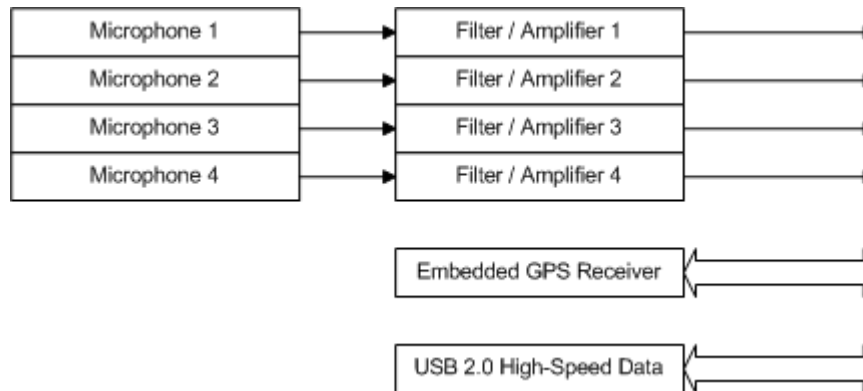 Microphone 1
Filter / Amplifier 1
Microphone 2
Filter / Amplifier 2
Microphone 3
Filter / Amplifier 3
Microphone 4
Filter / Amplifier 4
Embedded GPS Receiver
USB 2.0 High-Speed Data